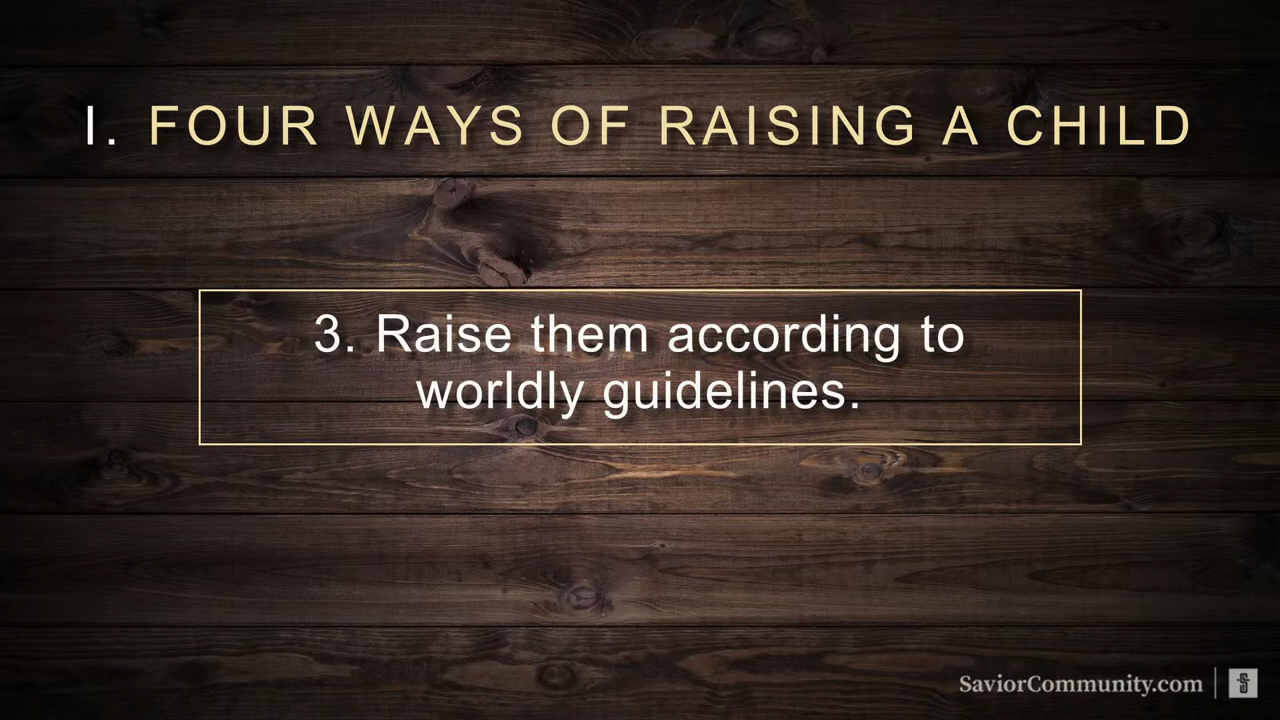 I. FOUR WAYS OF RAISING A CHILD
3. Raise them according to
worldly guidelines.
SaviorCommunity.com